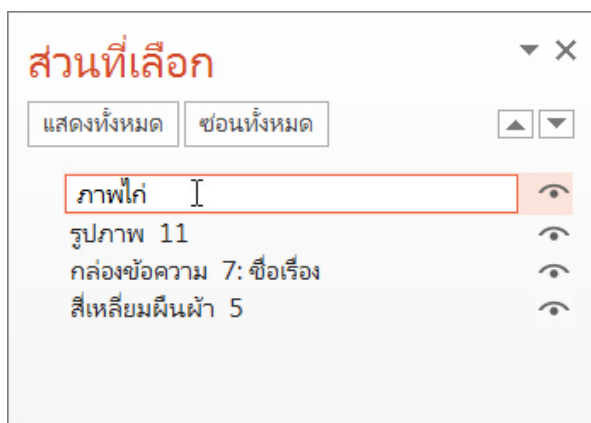 ส่วนที่เลือก
แสดงทั้งหมด ซ่อนทั้งหมด
ภาพไก่
รูปภาพ 11
กล่องข้อความ 7: ชื่อเรื่อง
สี่เหลี่ยมผืนผ้า 5